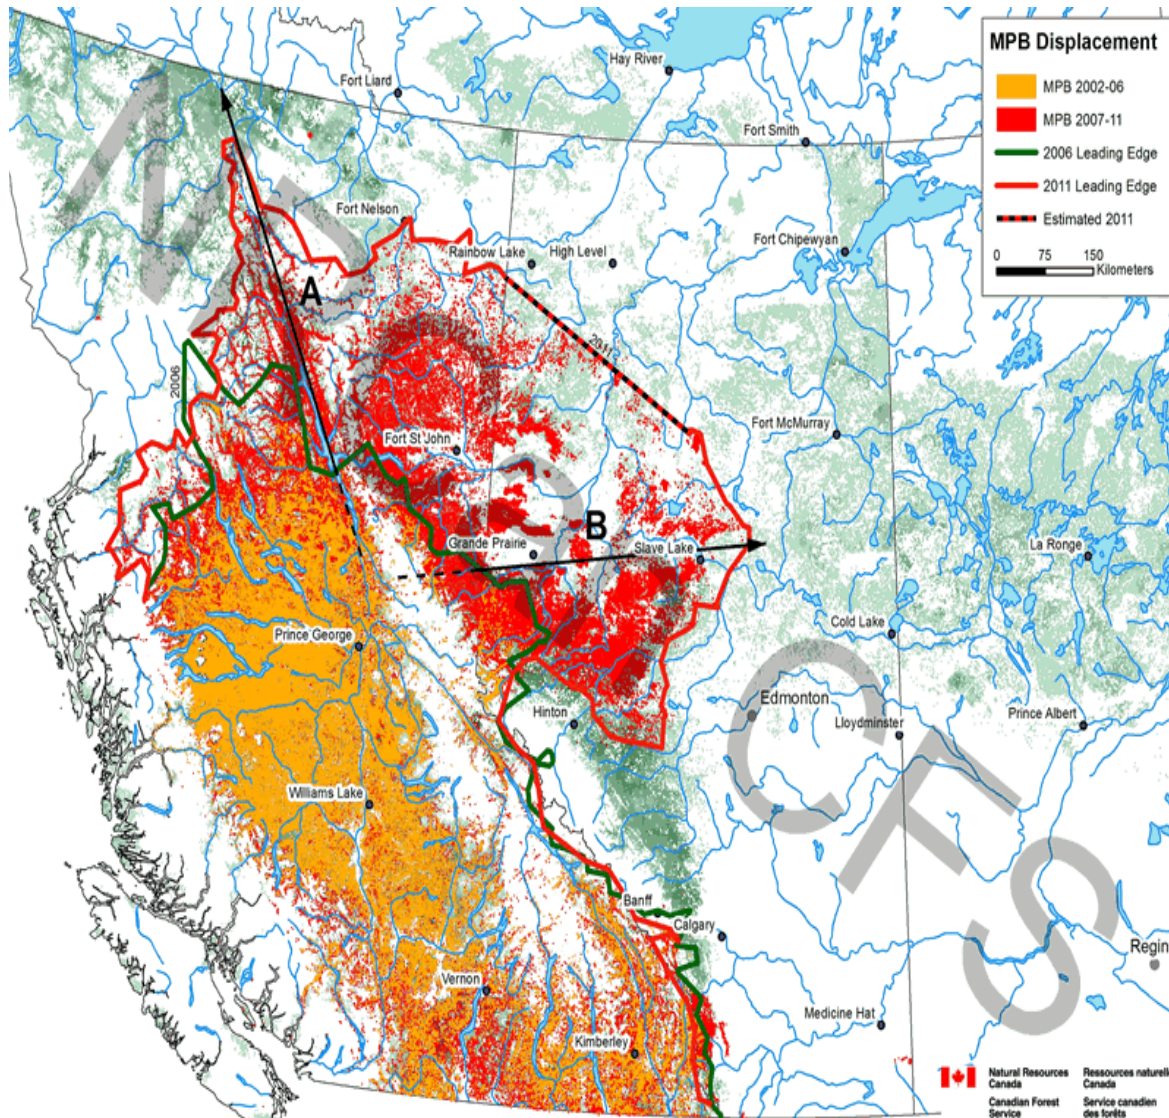 MPB Displacement
MPB 2002-06
MPB 2007-11
2006 Leading Edge
2011 Leading Edge
Estimated 2011
0 75 150
Kilometers
Hay River
Fort Liard
Fort Smith
Fort Nelson
Rainbow Lake
High Level
Fort Chipewyan
A
2011
2006
Fort McMurray
Fort St John
B
Grande Prairie
Slave Lake
La Ronge
Cold Lake
Prince George
Edmonton
Hinton
Lloydminster
Prince Albert
Williams Lake
Banff
Calgary
Regin
Vernon
Medicine Hat
Kimberley
CFS
Natural Resources
Canada
Ressources naturelle
Canada
Canadian Forest
Service
Service canadien
des forêts